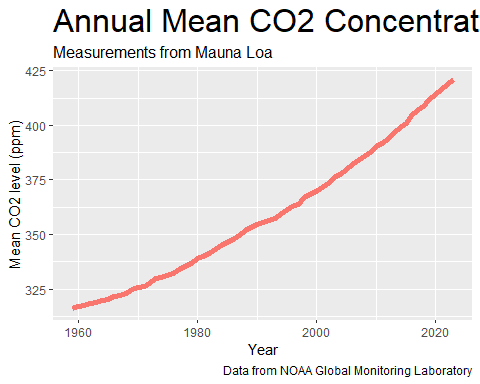 Annual Mean CO2 Concentrat
Measurements from Mauna Loa
425
400
375
350
325
Mean CO2 level (ppm)
1960 1980 2000 2020
Year
Data from NOAA Global Monitoring Laboratory